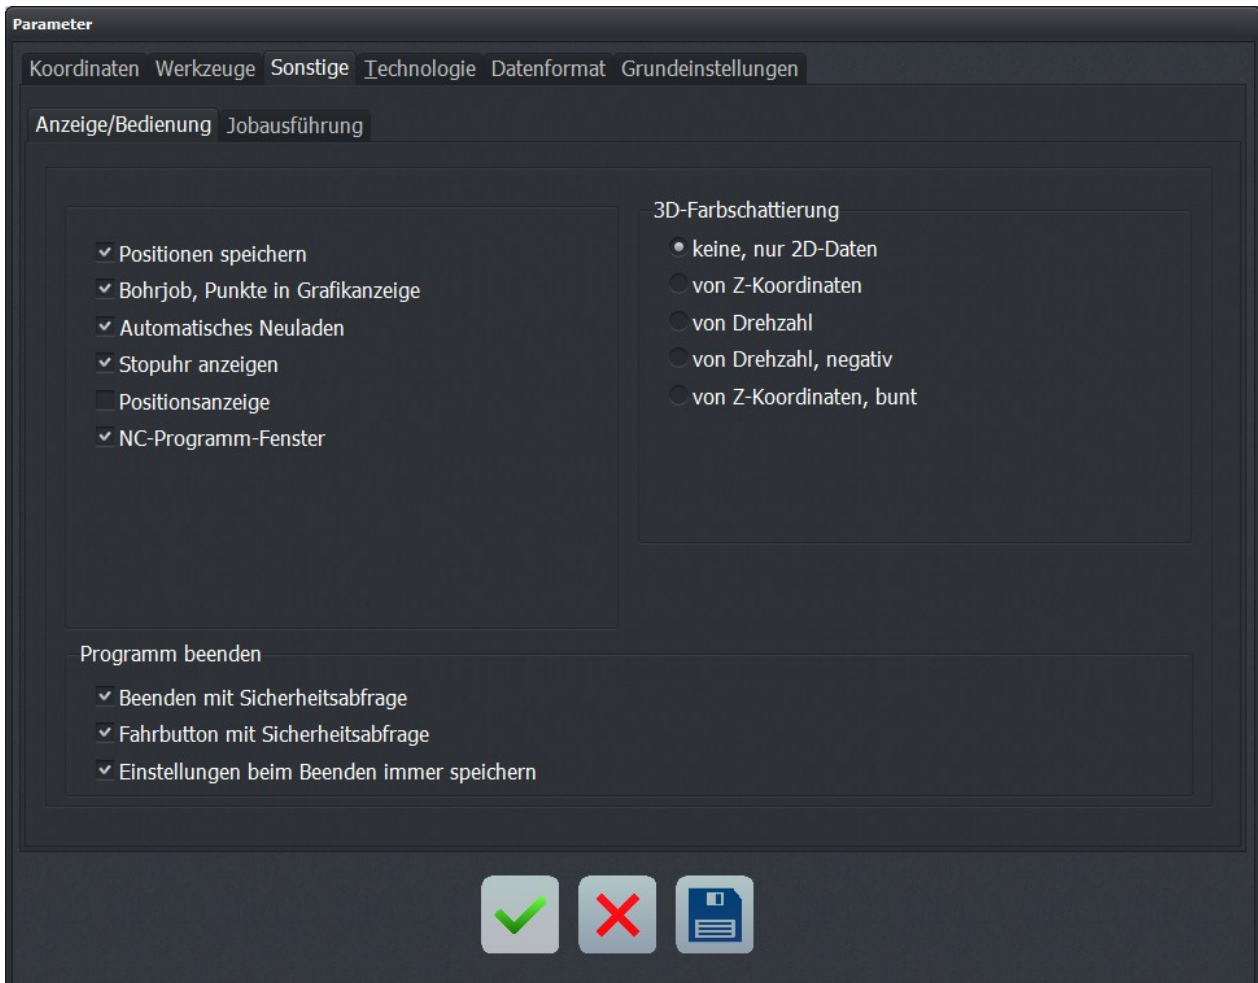 Parameter
Koordinaten Werkzeuge Sonstige Technologie Datenformat Grundeinstellungen
Anzeige/Bedienung Jobausführung
Positionen speichern
Bohrjob, Punkte in Grafikanzeige
Automatisches Neuladen
Stopuhr anzeigen
Positionsanzeige
NC-Programm-Fenster
3D-Farbschattierung
keine, nur 2D-Daten
von Z-Koordinaten
von Drehzahl
von Drehzahl, negativ
von Z-Koordinaten, bunt
Programm beenden
Beenden mit Sicherheitsabfrage
Fahrbutton mit Sicherheitsabfrage
Einstellungen beim Beenden immer speichern